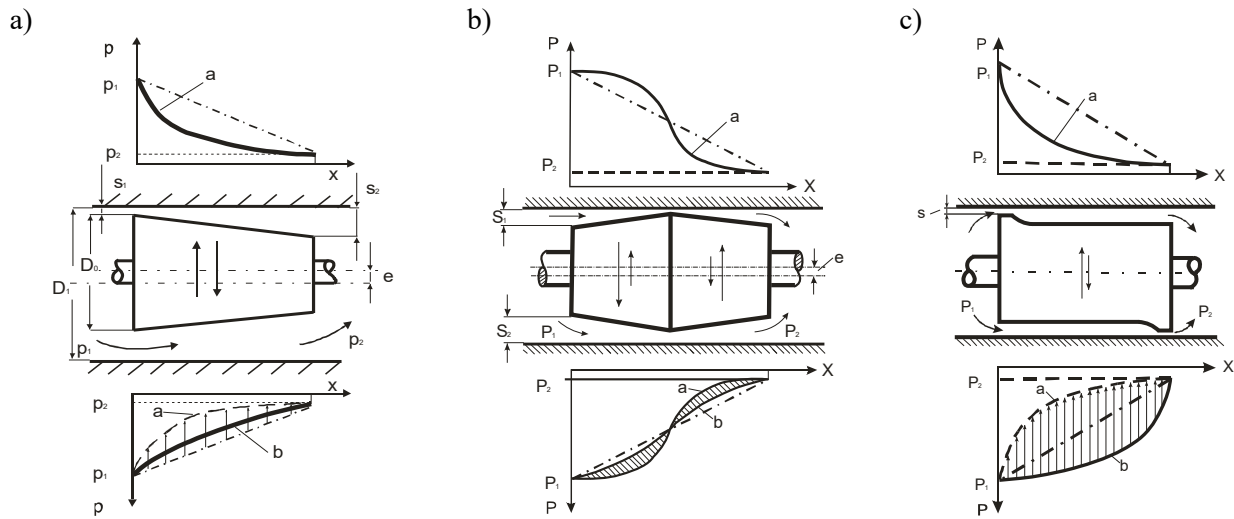 a)
p
p₁
a
p₂
x
s₁
s₂
D₀.
D₁
e
p₁
p₂
x
p₂
a
b
p₁
p
b)
P
P₁
a
P₂
X
S₁
e
S₂
P₁
P₂
X
P₂
a
b
P₁
P
c)
P
P₁
a
P₂
X
s
P₁
P₂
X
P₂
a
b
P₁
P